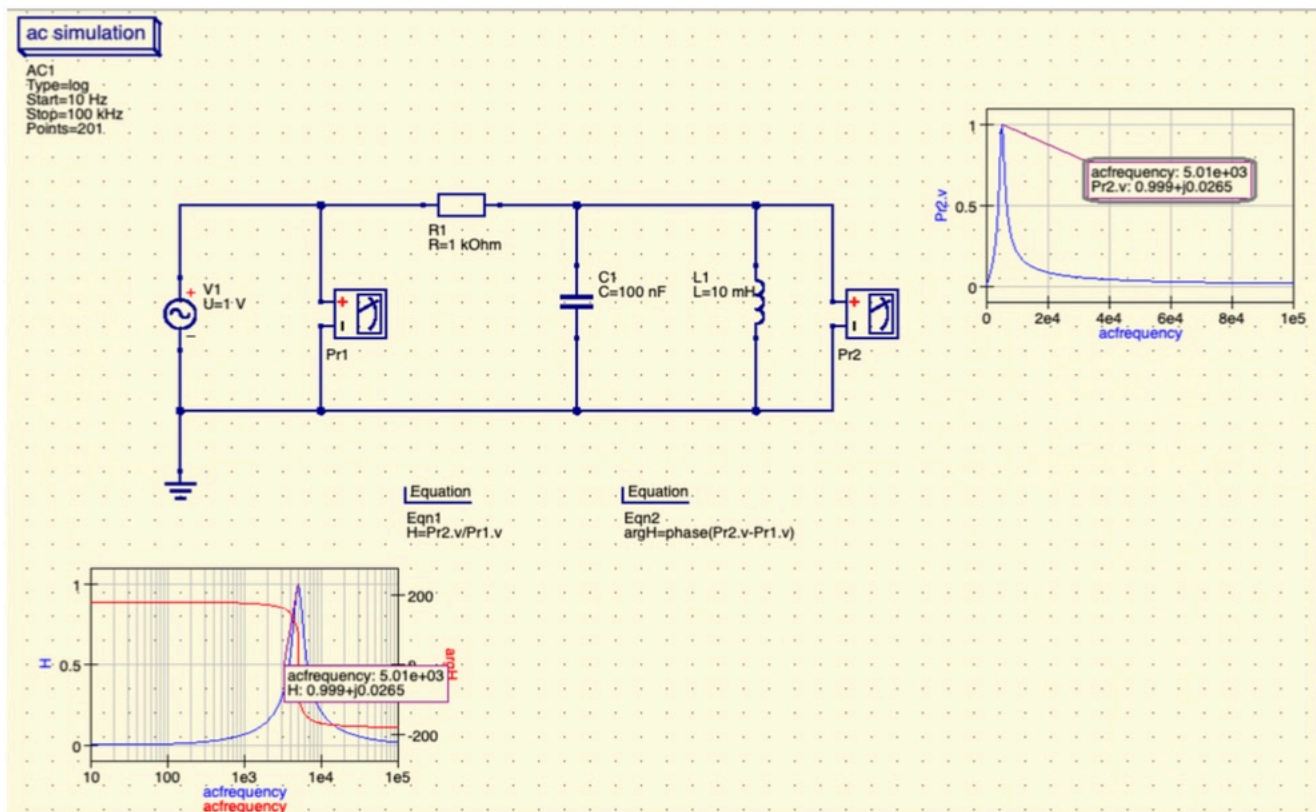 ac simulation
AC1
Type=log
Start=10 Hz
Stop=100 kHz
Points=201
V1
U=1 V
Pr1
R1
R=1 kOhm
C1
C=100 nF
L1
L=10 mH
Pr2
1
0.5
0
Pr2.v
acfrequency: 5.01e+03
Pr2.v: 0.999+j0.0265
0
2e4
4e4
6e4
8e4
1e5
acfrequency
Equation
Eqn1
H=Pr2.v/Pr1.v
Equation
Eqn2
argH=phase(Pr2.v-Pr1.v)
1
0.5
0
H
200
0
-200
argH
acfrequency: 5.01e+03
H: 0.999+j0.0265
10
100
1e3
1e4
1e5
acfrequency
acfrequency